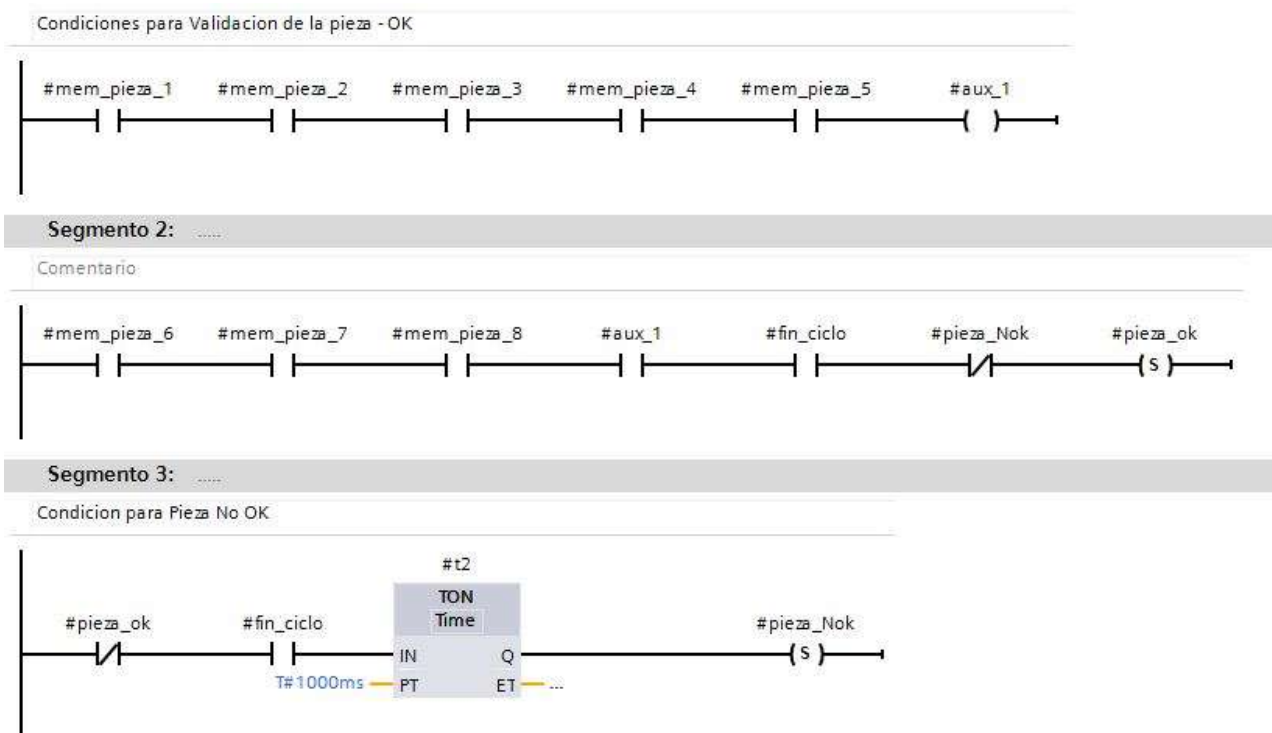 Condiciones para Validacion de la pieza - OK
#mem_pieza_1 #mem_pieza_2 #mem_pieza_3 #mem_pieza_4 #mem_pieza_5 #aux_1
Segmento 2: .....
Comentario
#mem_pieza_6 #mem_pieza_7 #mem_pieza_8 #aux_1 #fin_ciclo #pieza_Nok #pieza_ok
S
Segmento 3: .....
Condicion para Pieza No OK
#t2
TON
Time
#pieza_ok #fin_ciclo #pieza_Nok
IN Q S
T#1000ms PT ET ...